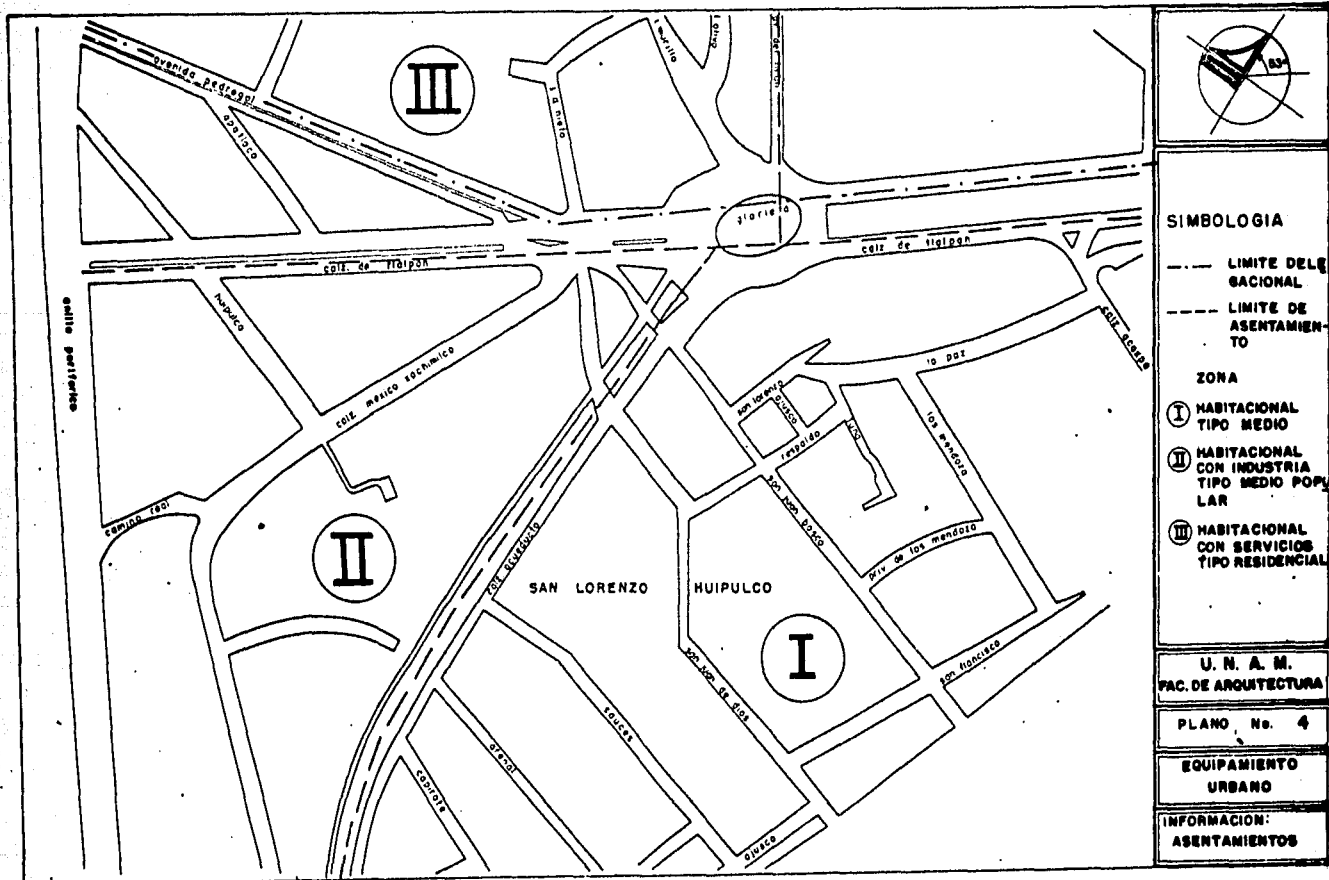 avenida pedregal
apatlaco
III
glorieta
calz. de tlalpan
calz. de tlalpan
anillo periferico
huipulco
calz. mexico xochimilco
camino real
II
calz. acueducto
SAN LORENZO HUIPULCO
I
san lorenzo
ajusco
respaldo
la paz
los mendoza
san juan bosco
priv. de los mendoza
san juan de dios
san francisco
sauces
arenal
capirote
ajusco
53°
SIMBOLOGIA
LIMITE DELE
GACIONAL
LIMITE DE
ASENTAMIEN-
TO
ZONA
I HABITACIONAL
TIPO MEDIO
II HABITACIONAL
CON INDUSTRIA
TIPO MEDIO POPU
LAR
III HABITACIONAL
CON SERVICIOS
TIPO RESIDENCIAL
U. N. A. M.
FAC. DE ARQUITECTURA
PLANO No. 4
EQUIPAMIENTO
URBANO
INFORMACION:
ASENTAMIENTOS